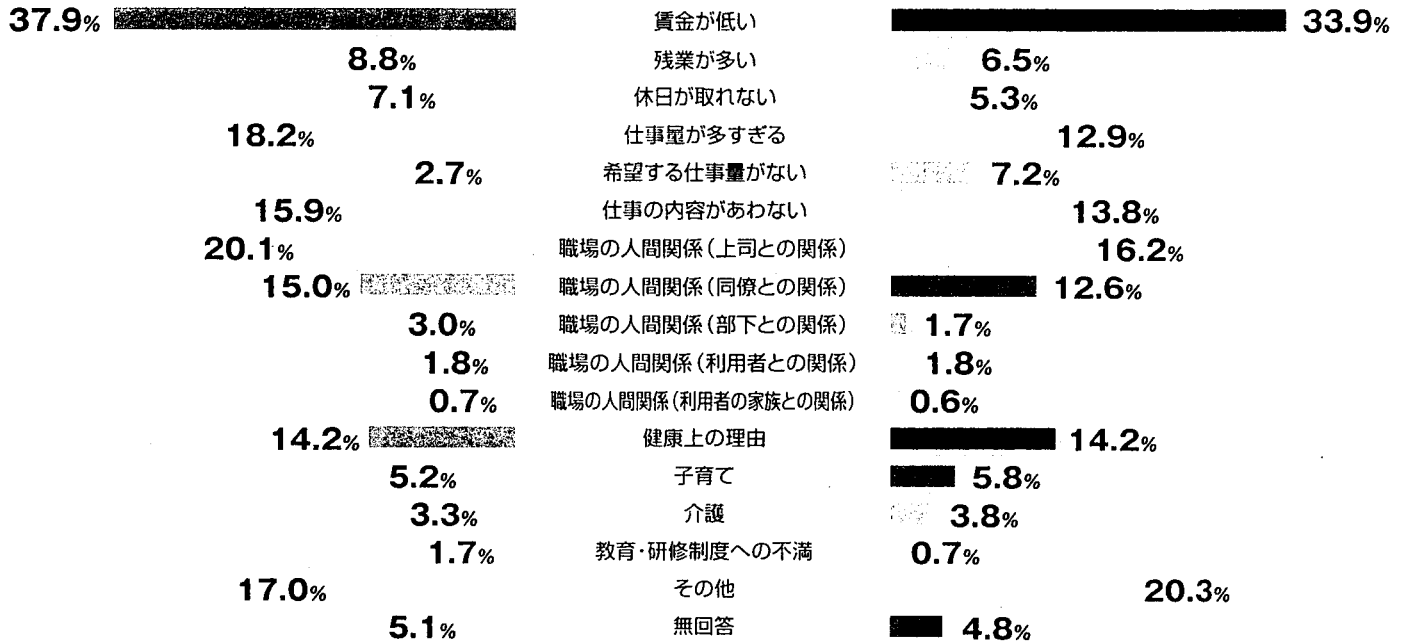 37.9% 賃金が低い 33.9%
8.8% 残業が多い 6.5%
7.1% 休日が取れない 5.3%
18.2% 仕事量が多すぎる 12.9%
2.7% 希望する仕事量がない 7.2%
15.9% 仕事の内容があわない 13.8%
20.1% 職場の人間関係(上司との関係) 16.2%
15.0% 職場の人間関係(同僚との関係) 12.6%
3.0% 職場の人間関係(部下との関係) 1.7%
1.8% 職場の人間関係(利用者との関係) 1.8%
0.7% 職場の人間関係(利用者の家族との関係) 0.6%
14.2% 健康上の理由 14.2%
5.2% 子育て 5.8%
3.3% 介護 3.8%
1.7% 教育・研修制度への不満 0.7%
17.0% その他 20.3%
5.1% 無回答 4.8%